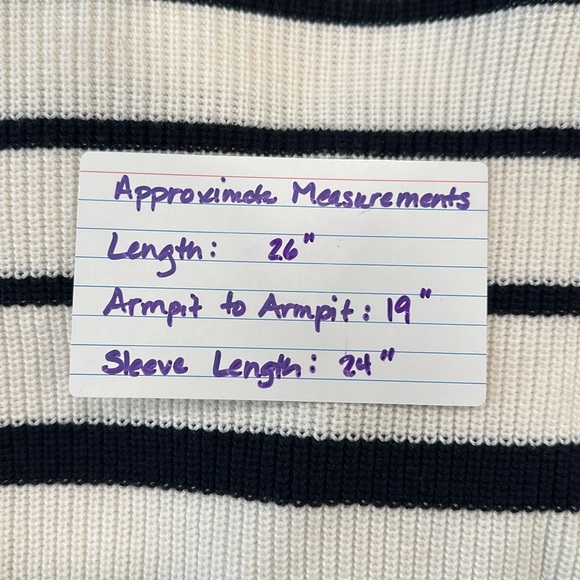 Approximate Measurements
Length: 26"
Armpit to Armpit: 19"
Sleeve Length: 24"